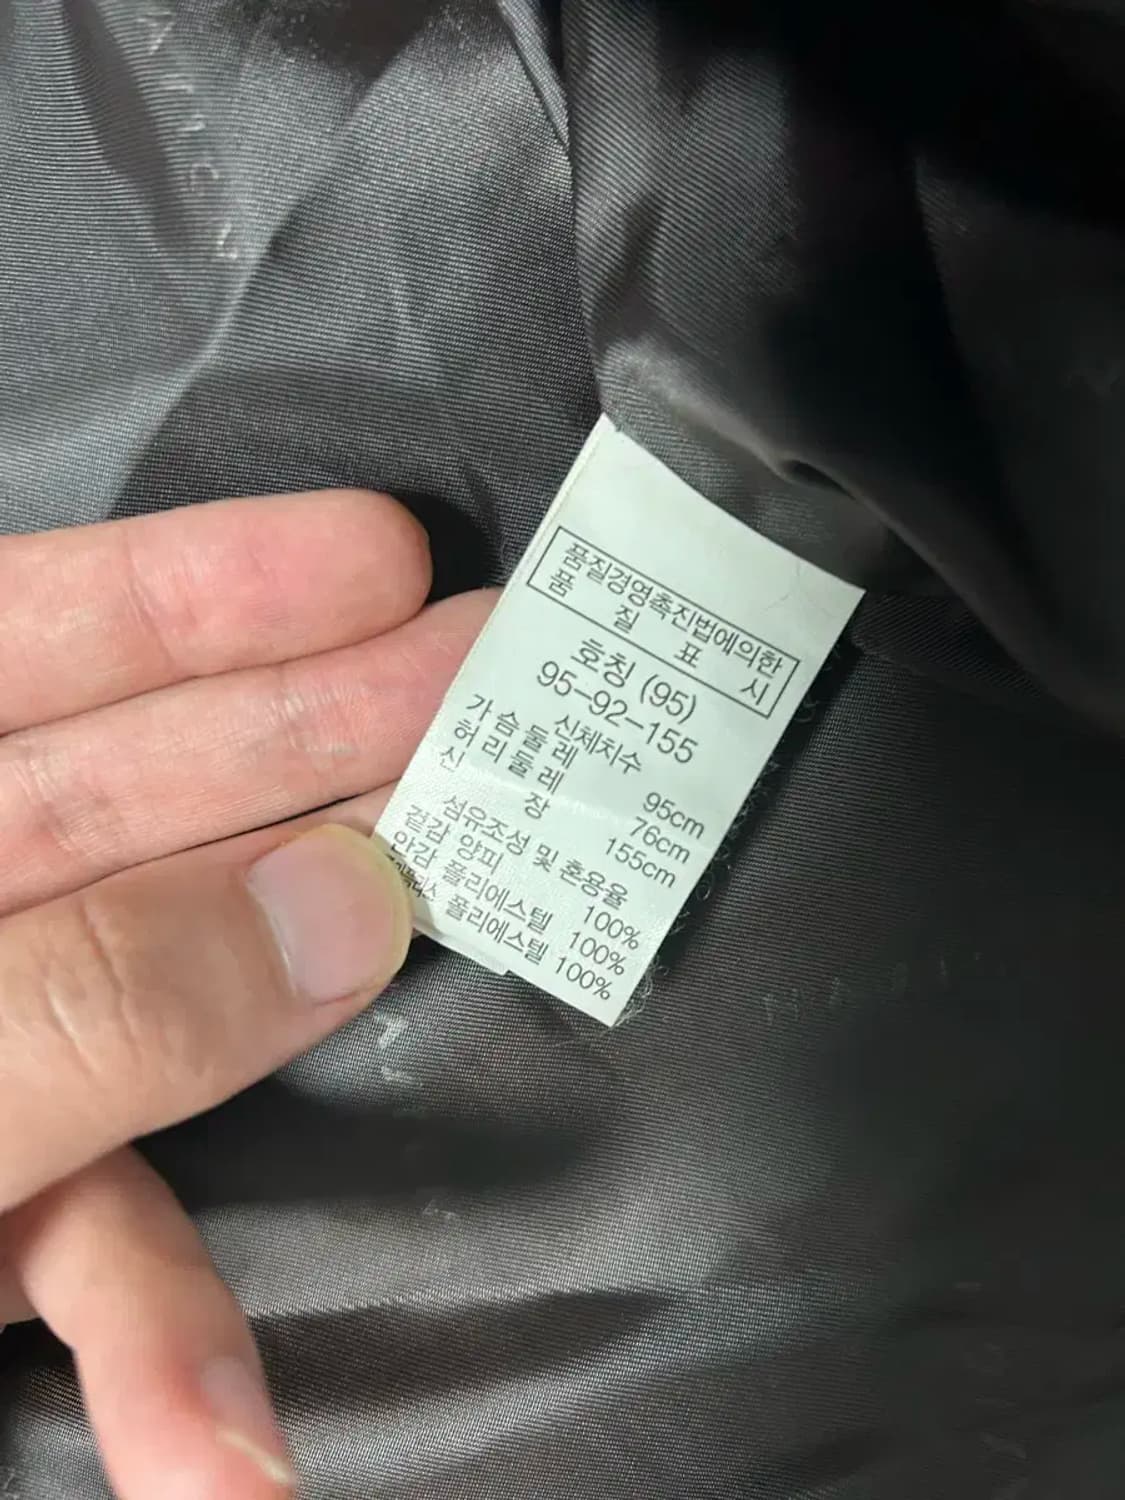 품질경영촉진법에의한
품 질 표 시
호칭 (95)
95-92-155
신체치수
가슴둘레 95cm
허리둘레 76cm
신 장 155cm
섬유조성 및 혼용율
겉감 양피 100%
안감 폴리에스텔 100%
폴리에스텔 100%